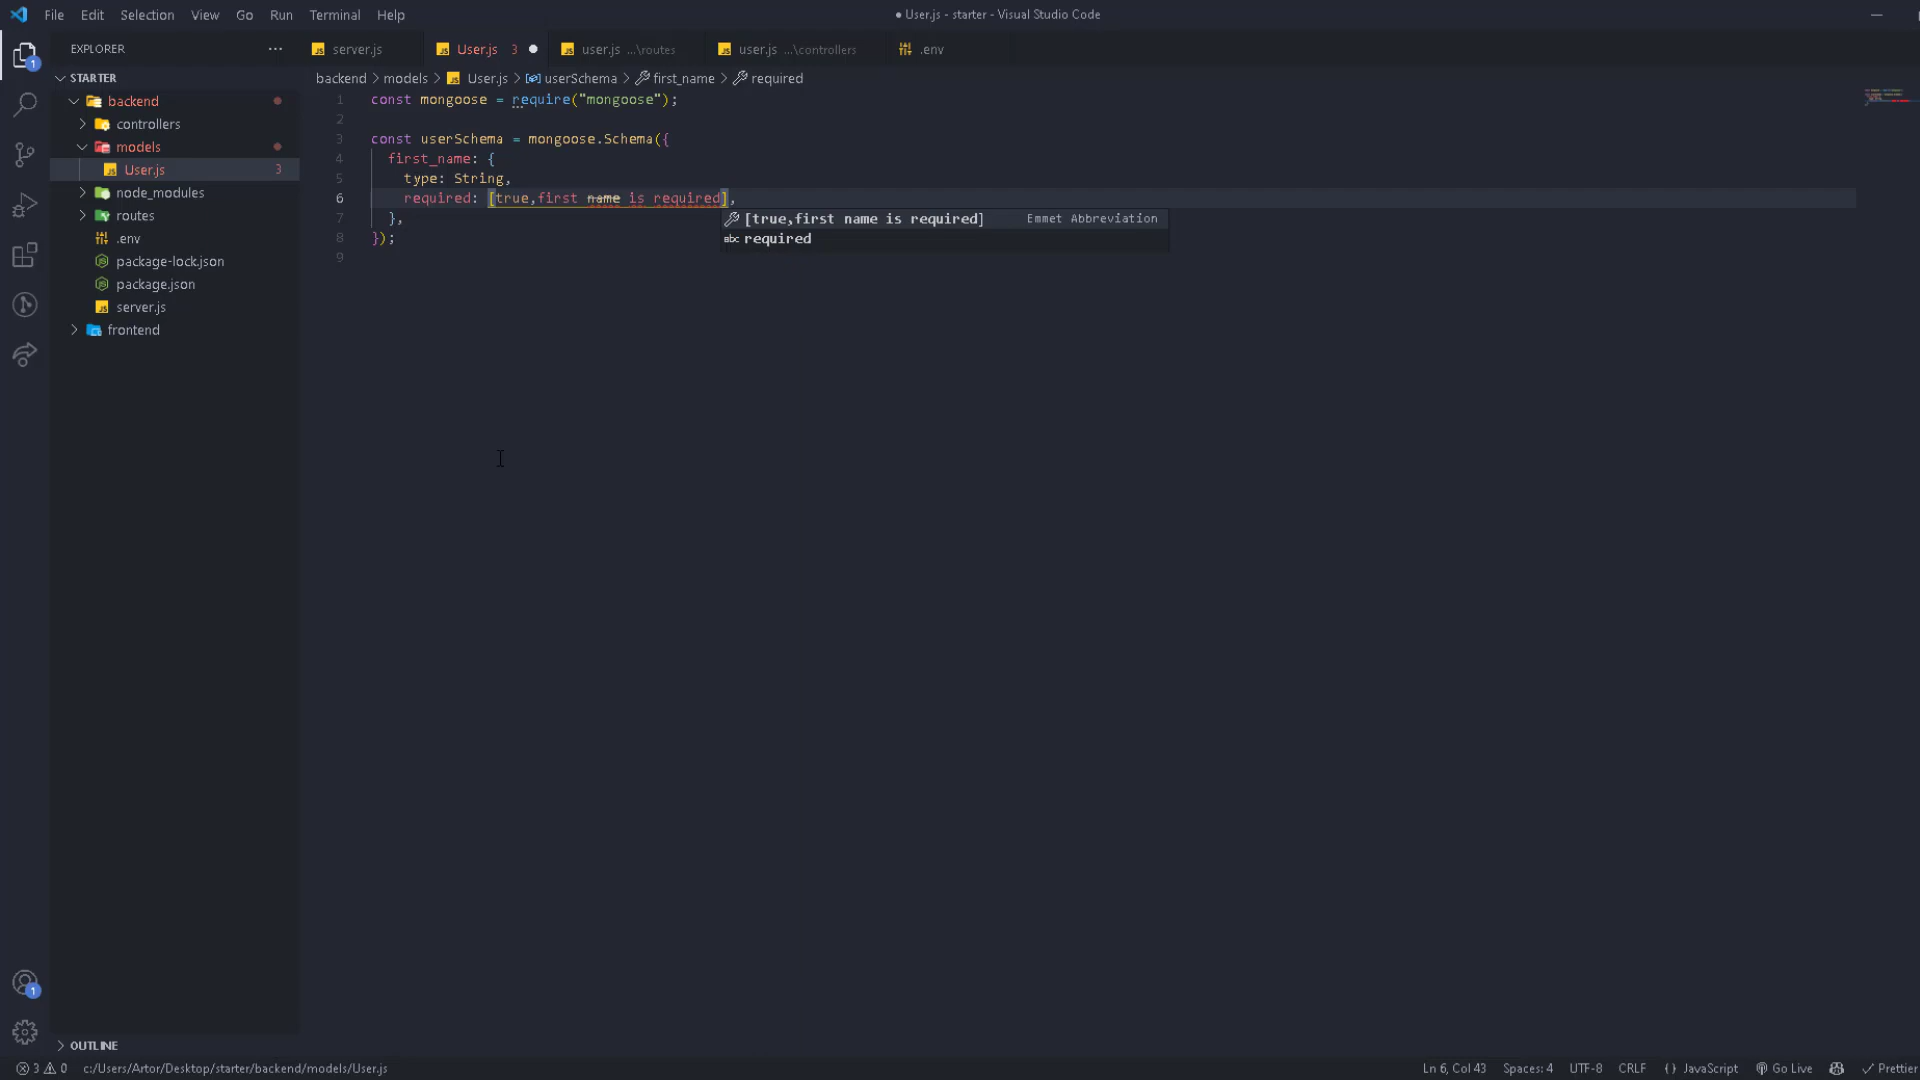 File Edit Selection View Go Run Terminal Help
● User.js - starter - Visual Studio Code
EXPLORER ...
server.js
User.js 3
user.js ...\routes
user.js ...\controllers
.env
STARTER
backend > models > User.js > userSchema > first_name > required
backend
controllers
models
User.js 3
node_modules
routes
.env
package-lock.json
package.json
server.js
frontend
1 const mongoose = require("mongoose");
2
3 const userSchema = mongoose.Schema({
4 first_name: {
5 type: String,
6 required: [true,first name is required],
7 },
8 });
9
[true,first name is required] Emmet Abbreviation
abc required
1
1
OUTLINE
3 0 c:/Users/Artor/Desktop/starter/backend/models/User.js
Ln 6, Col 43 Spaces: 4 UTF-8 CRLF {} JavaScript Go Live Prettier